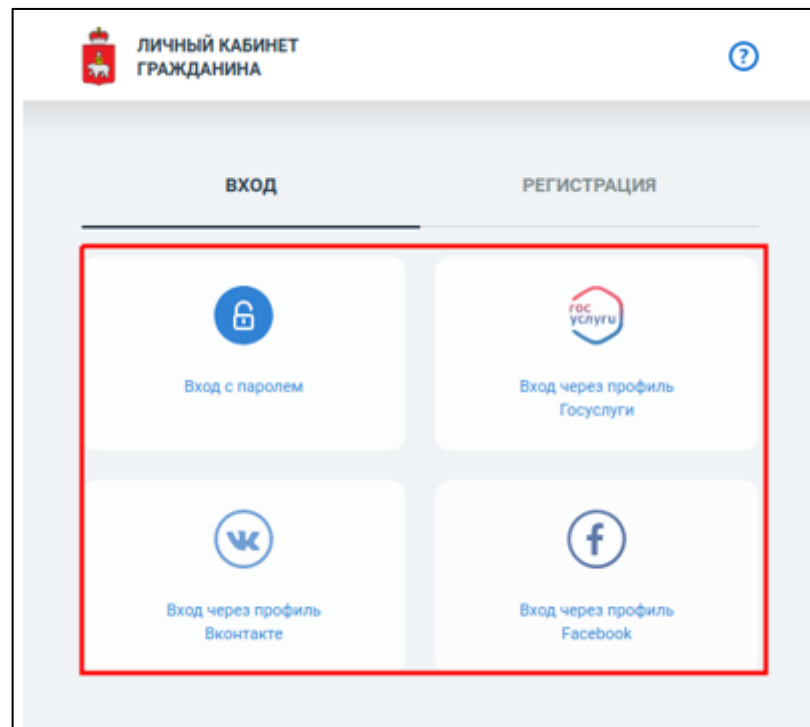 ЛИЧНЫЙ КАБИНЕТ
ГРАЖДАНИНА
?
ВХОД
РЕГИСТРАЦИЯ
Вход с паролем
гос
услуги
Вход через профиль
Госуслуги
Вход через профиль
Вконтакте
Вход через профиль
Facebook